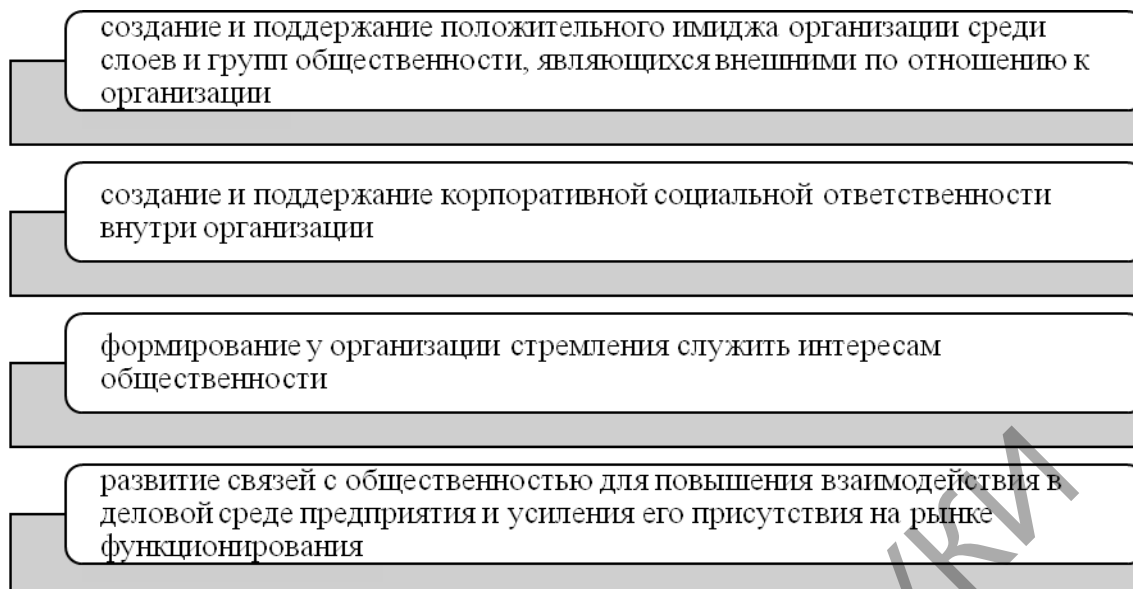 создание и поддержание положительного имиджа организации среди
слоев и групп общественности, являющихся внешними по отношению к
организации
создание и поддержание корпоративной социальной ответственности
внутри организации
формирование у организации стремления служить интересам
общественности
развитие связей с общественностью для повышения взаимодействия в
деловой среде предприятия и усиления его присутствия на рынке
функционирования